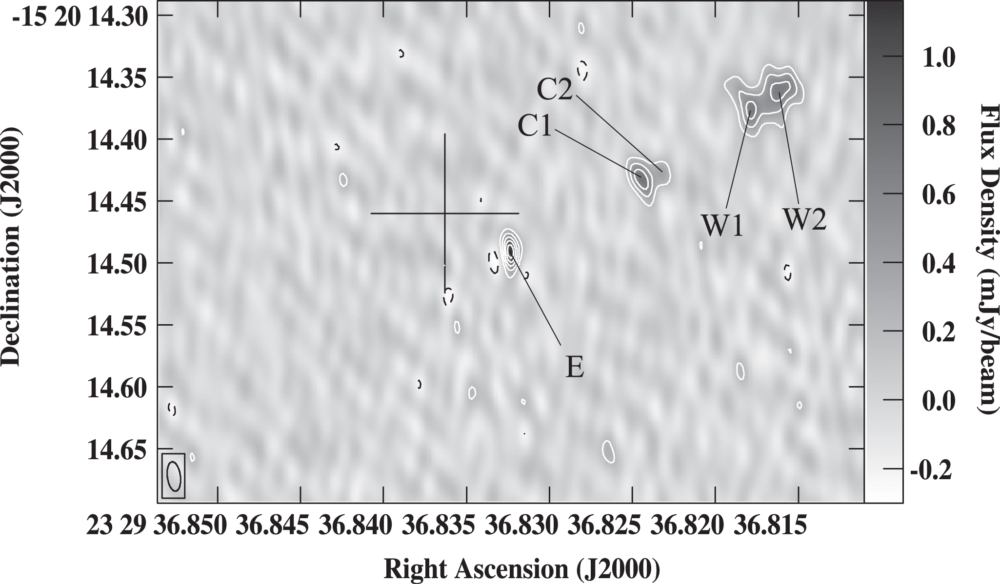 -15 20 14.30
14.35
14.40
14.45
14.50
14.55
14.60
14.65
Declination (J2000)
C2
C1
W1
W2
E
23 29 36.850 36.845 36.840 36.835 36.830 36.825 36.820 36.815
Right Ascension (J2000)
1.0
0.8
0.6
0.4
0.2
0.0
-0.2
Flux Density (mJy/beam)